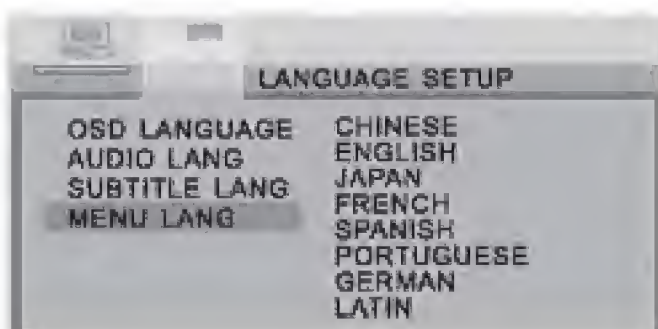 LANGUAGE SETUP
OSD LANGUAGE
AUDIO LANG
SUBTITLE LANG
MENU LANG
CHINESE
ENGLISH
JAPAN
FRENCH
SPANISH
PORTUGUESE
GERMAN
LATIN